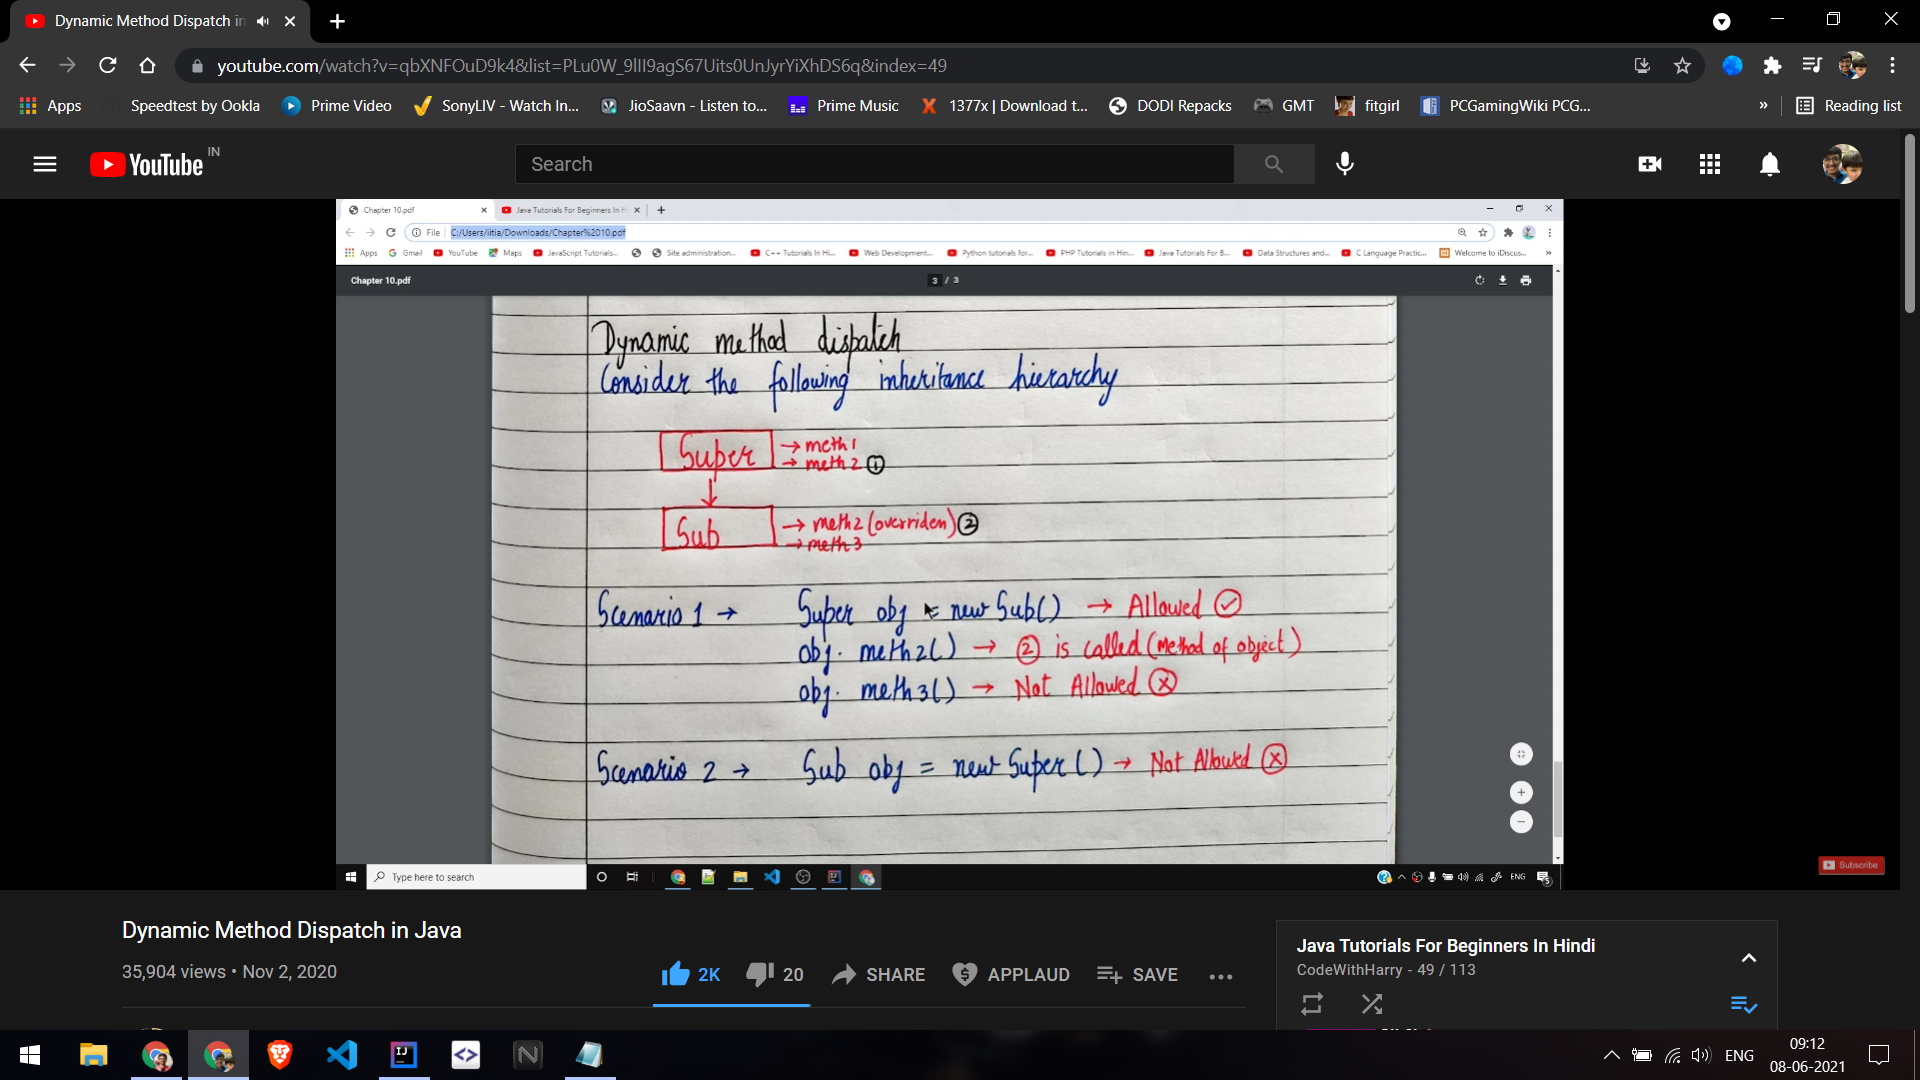 Dynamic Method Dispatch in
youtube.com/watch?v=qbXNFOuD9k4&list=PLu0W_9lII9agS67Uits0UnJyrYiXhDS6q&index=49
Apps
Speedtest by Ookla
Prime Video
SonyLIV - Watch In...
JioSaavn - Listen to...
Prime Music
1377x | Download t...
DODI Repacks
GMT
fitgirl
PCGamingWiki PCG...
»
Reading list
YouTube IN
Search
Chapter 10.pdf
Java Tutorials For Beginners In H
File C:/Users/iitia/Downloads/Chapter%2010.pdf
Apps
Gmail
YouTube
Maps
JavaScript Tutorials...
Site administration...
C++ Tutorials In Hi...
Web Development...
Python tutorials for...
PHP Tutorials in Hin...
Java Tutorials For B...
Data Structures and...
C Language Practic...
Welcome to iDiscus...
»
Chapter 10.pdf
3 / 3
Dynamic method dispatch
Consider the following inheritance hierarchy
Super → meth1
→ meth2 ①
Sub → meth2 (overriden) ②
→ meth3
Scenario 1 → Super obj = new Sub() → Allowed
obj. meth2() → ② is called (Method of object)
obj. meth3() → Not Allowed
Scenario 2 → Sub obj = new Super() → Not Allowed
Type here to search
ENG
5
Subscribe
Dynamic Method Dispatch in Java
35,904 views • Nov 2, 2020
2K
20
SHARE
APPLAUD
SAVE
Java Tutorials For Beginners In Hindi
CodeWithHarry - 49 / 113
IJ
N
ENG
09:12
08-06-2021